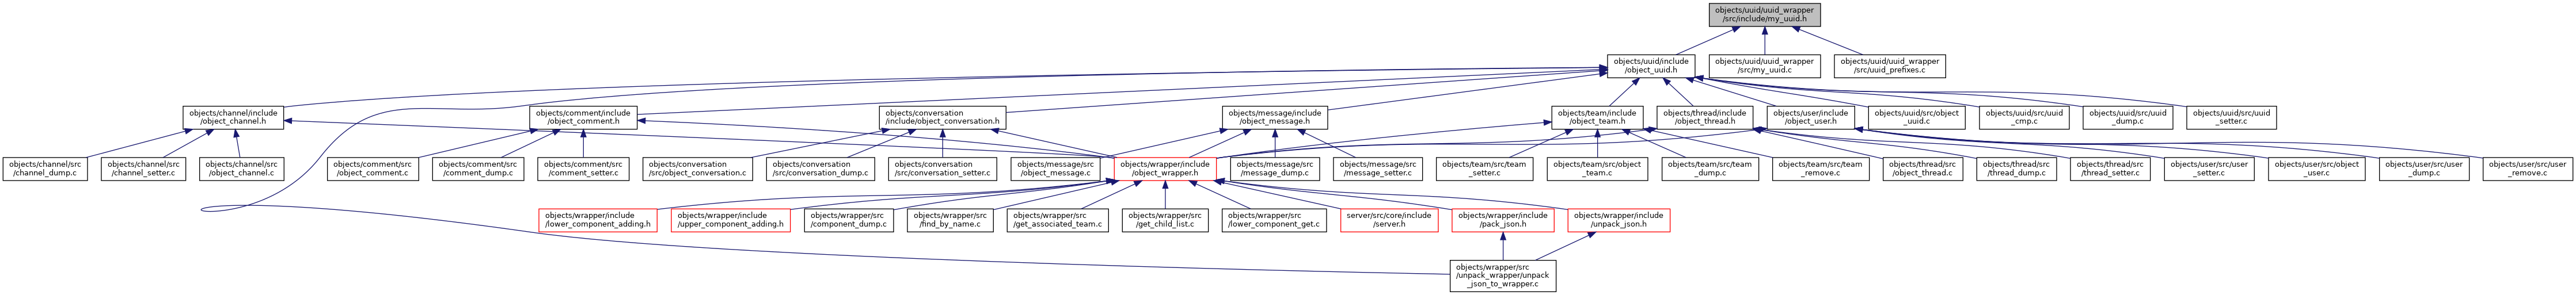 objects/uuid/uuid_wrapper
/src/include/my_uuid.h
objects/uuid/include
/object_uuid.h
objects/uuid/uuid_wrapper
/src/my_uuid.c
objects/uuid/uuid_wrapper
/src/uuid_prefixes.c
objects/channel/include
/object_channel.h
objects/comment/include
/object_comment.h
objects/conversation
/include/object_conversation.h
objects/message/include
/object_message.h
objects/team/include
/object_team.h
objects/thread/include
/object_thread.h
objects/user/include
/object_user.h
objects/uuid/src/object
_uuid.c
objects/uuid/src/uuid
_cmp.c
objects/uuid/src/uuid
_dump.c
objects/uuid/src/uuid
_setter.c
objects/channel/src
/channel_dump.c
objects/channel/src
/channel_setter.c
objects/channel/src
/object_channel.c
objects/comment/src
/object_comment.c
objects/comment/src
/comment_dump.c
objects/comment/src
/comment_setter.c
objects/conversation
/src/object_conversation.c
objects/conversation
/src/conversation_dump.c
objects/conversation
/src/conversation_setter.c
objects/message/src
/object_message.c
objects/wrapper/include
/object_wrapper.h
objects/message/src
/message_dump.c
objects/message/src
/message_setter.c
objects/team/src/team
_setter.c
objects/team/src/object
_team.c
objects/team/src/team
_dump.c
objects/team/src/team
_remove.c
objects/thread/src
/object_thread.c
objects/thread/src
/thread_dump.c
objects/thread/src
/thread_setter.c
objects/user/src/user
_setter.c
objects/user/src/object
_user.c
objects/user/src/user
_dump.c
objects/user/src/user
_remove.c
objects/wrapper/include
/lower_component_adding.h
objects/wrapper/include
/upper_component_adding.h
objects/wrapper/src
/component_dump.c
objects/wrapper/src
/find_by_name.c
objects/wrapper/src
/get_associated_team.c
objects/wrapper/src
/get_child_list.c
objects/wrapper/src
/lower_component_get.c
server/src/core/include
/server.h
objects/wrapper/include
/pack_json.h
objects/wrapper/include
/unpack_json.h
objects/wrapper/src
/unpack_wrapper/unpack
_json_to_wrapper.c